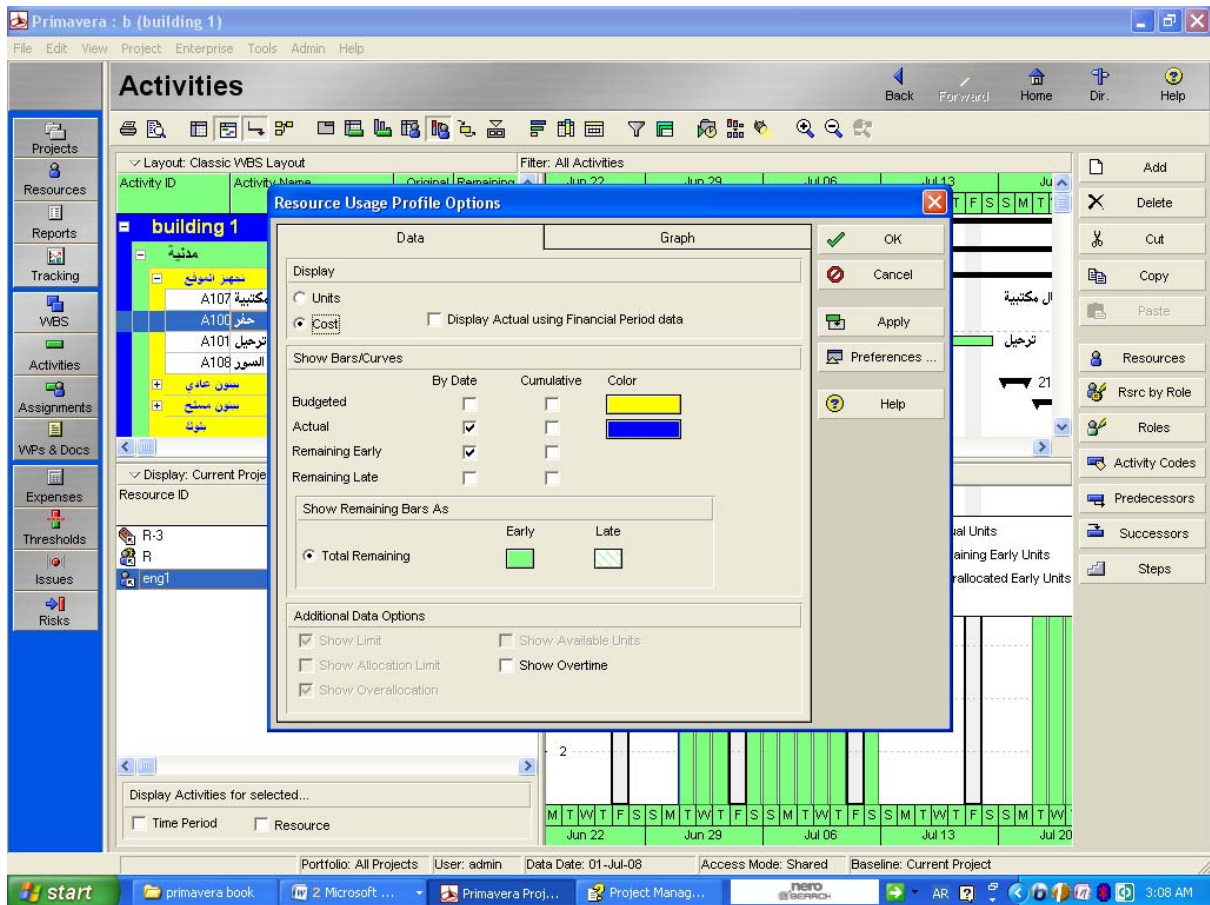 Primavera : b (building 1)
File Edit View Project Enterprise Tools Admin Help
Activities
Back Forward Home Dir. Help
Projects
Resources
Reports
Tracking
WBS
Activities
Assignments
WPs & Docs
Expenses
Thresholds
Issues
Risks
Layout: Classic WBS Layout Filter: All Activities
Activity ID Activity Name Original Remaining Jun 22 Jun 29 Jul 06 Jul 13 Ju
T F S S M T
building 1
مدنية
تجهيز الموقع
A107 مكتبية
ال مكتبية
A100 حفر
A101 ترحيل
ترحيل
A108 السور
ستون عادي
21
ستون مسلح
Display: Current Proje
Resource ID
R-3
R
eng1
ual Units
aining Early Units
rallocated Early Units
2
M T W T F S S M T W T F S S M T W T F S S M T W T F S S M T W
Jun 22 Jun 29 Jul 06 Jul 13 Jul 20
Display Activities for selected...
Time Period Resource
Resource Usage Profile Options
Data Graph
Display
Units
Cost Display Actual using Financial Period data
Show Bars/Curves
By Date Cumulative Color
Budgeted
Actual
Remaining Early
Remaining Late
Show Remaining Bars As
Early Late
Total Remaining
Additional Data Options
Show Limit Show Available Units
Show Allocation Limit Show Overtime
Show Overallocation
OK
Cancel
Apply
Preferences ...
Help
Add
Delete
Cut
Copy
Paste
Resources
Rsrc by Role
Roles
Activity Codes
Predecessors
Successors
Steps
Portfolio: All Projects User: admin Data Date: 01-Jul-08 Access Mode: Shared Baseline: Current Project
start primavera book 2 Microsoft ... Primavera Proj... Project Manag... nero SEARCH AR 3:08 AM